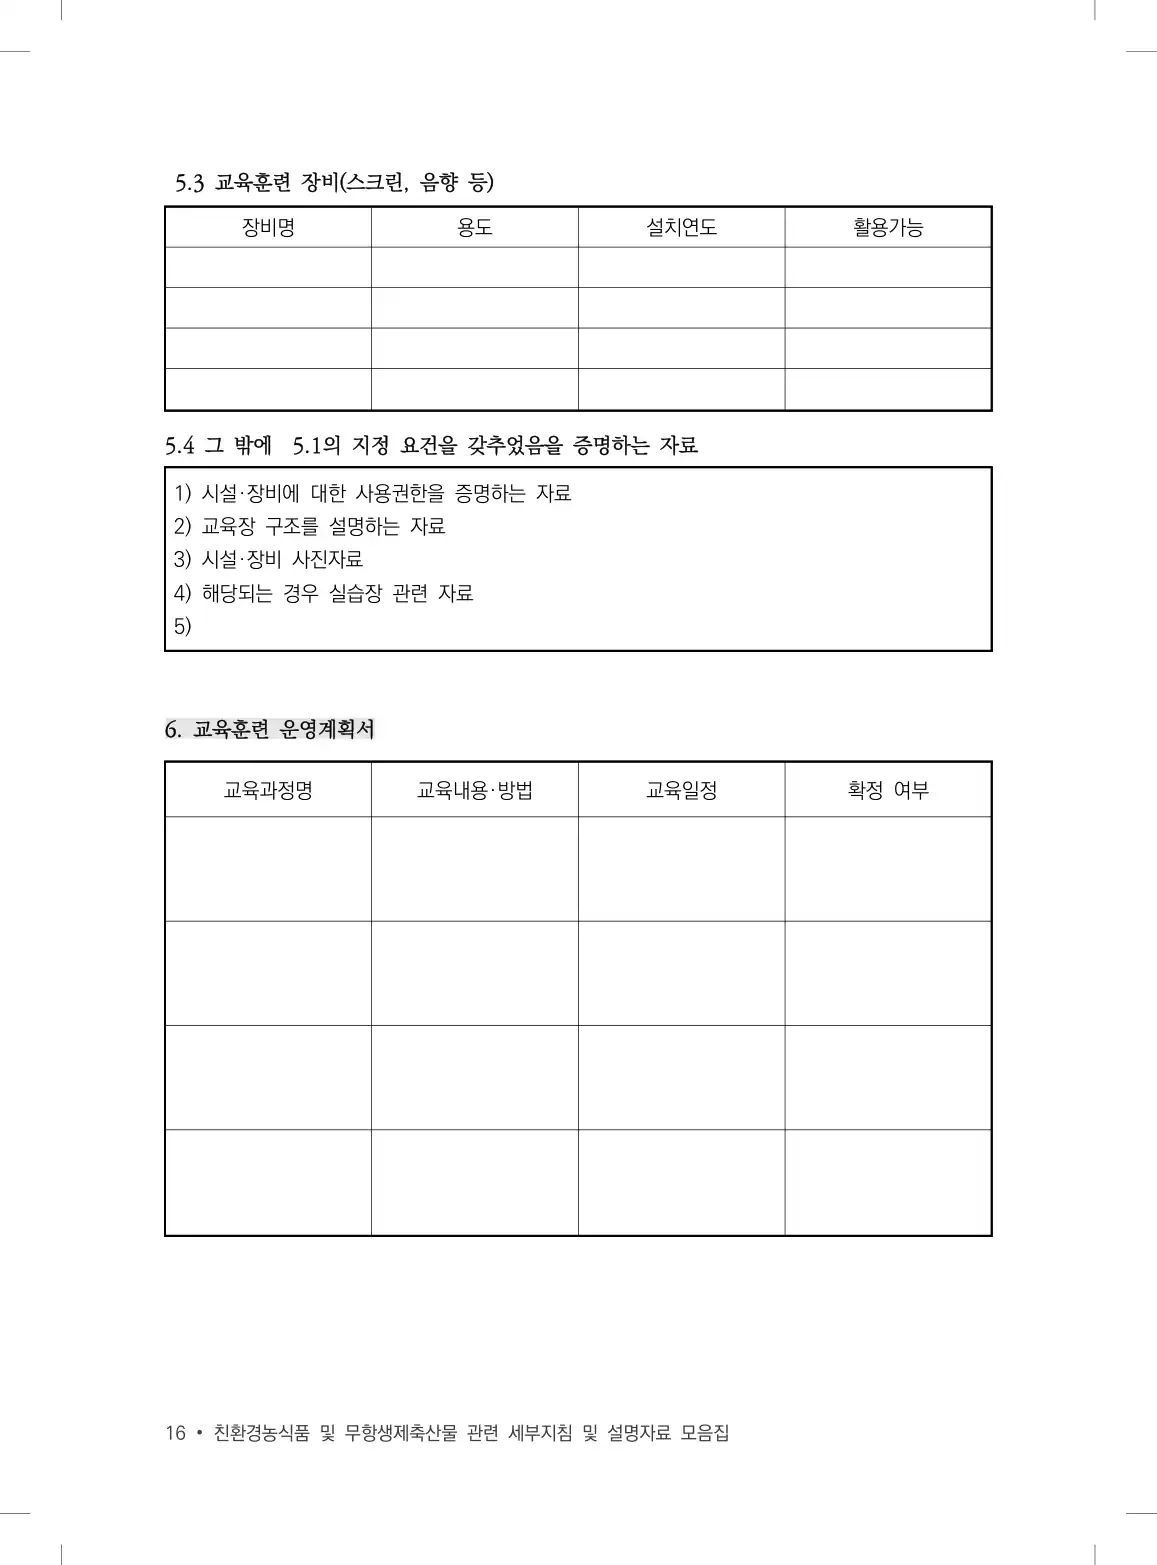 5.3 교육훈련 장비(스크린, 음향 등)
장비명 용도 설치연도 활용가능
5.4 그 밖에 5.1의 지정 요건을 갖추었음을 증명하는 자료
1) 시설·장비에 대한 사용권한을 증명하는 자료
2) 교육장 구조를 설명하는 자료
3) 시설·장비 사진자료
4) 해당되는 경우 실습장 관련 자료
5)
6. 교육훈련 운영계획서
교육과정명 교육내용·방법 교육일정 확정 여부
16 • 친환경농식품 및 무항생제축산물 관련 세부지침 및 설명자료 모음집